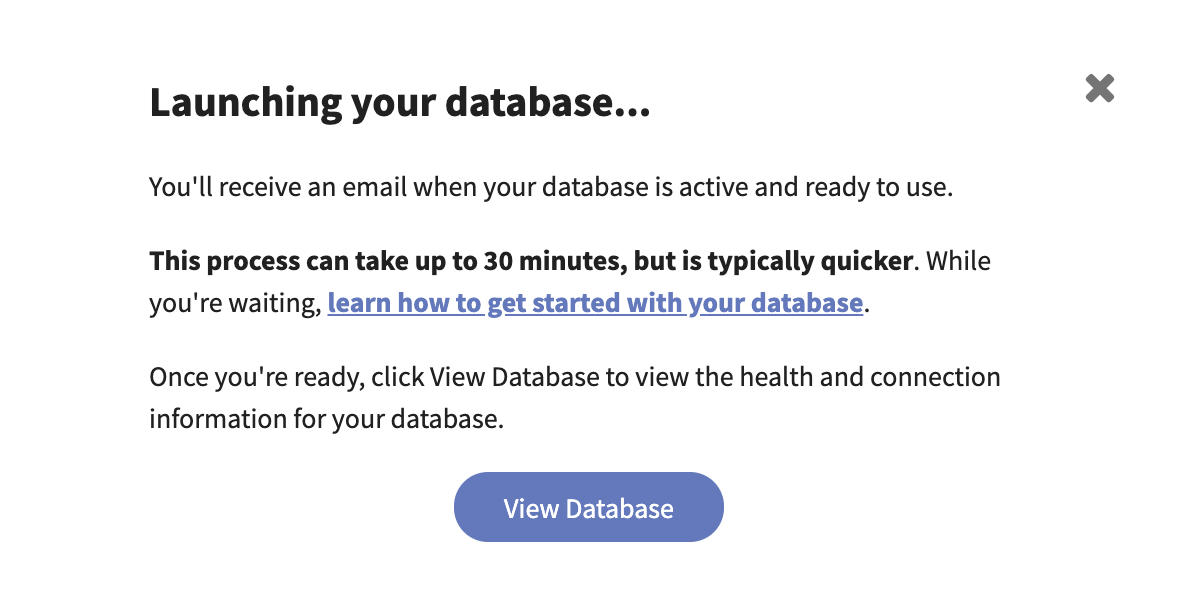 Launching your database...
You'll receive an email when your database is active and ready to use.
This process can take up to 30 minutes, but is typically quicker. While
you're waiting, learn how to get started with your database.
Once you're ready, click View Database to view the health and connection
information for your database.
View Database